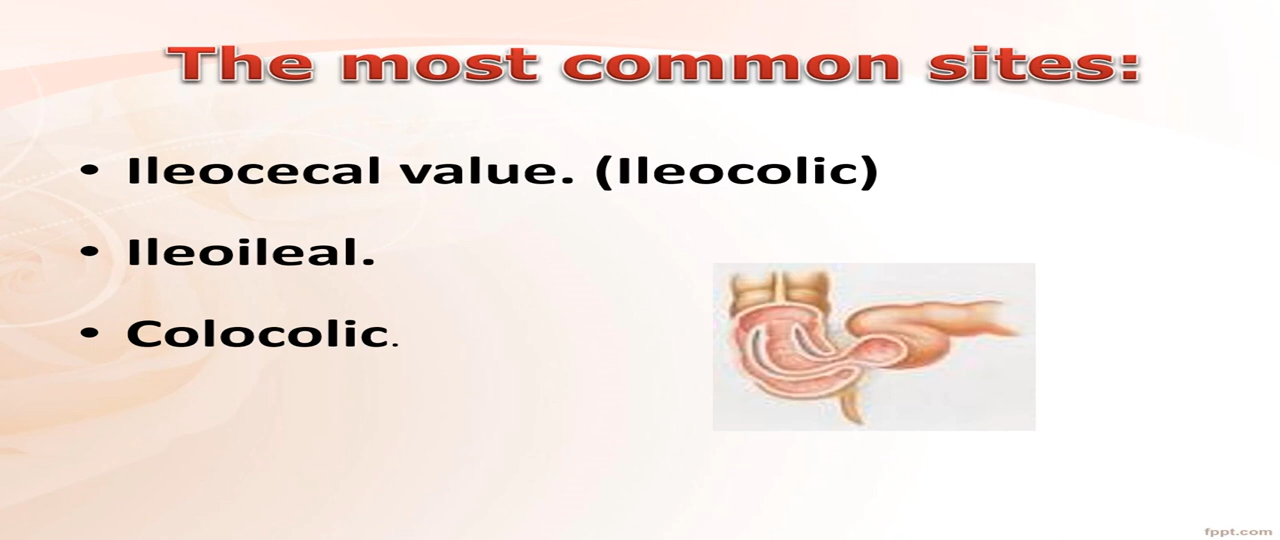 The most common sites:
• Ileocecal value. (Ileocolic)
• Ileoileal.
• Colocolic.
fppt.com